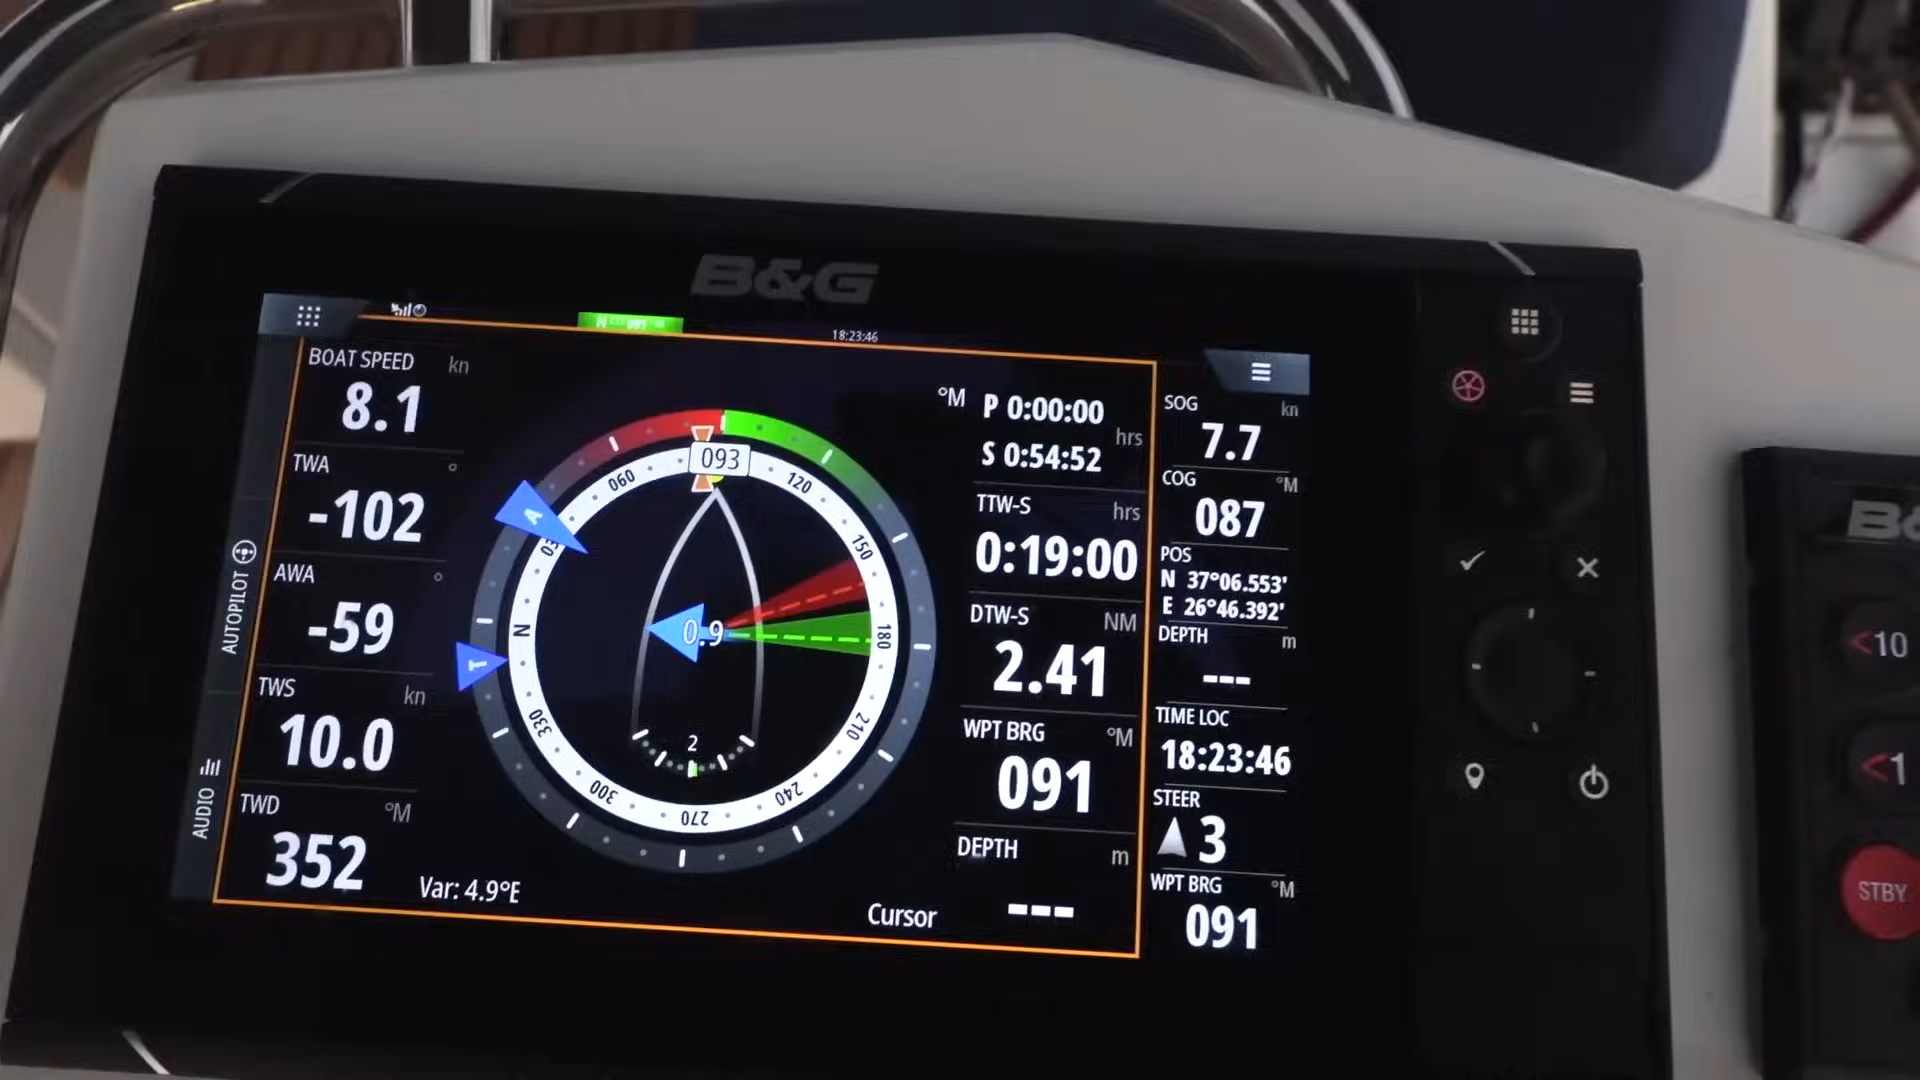 B&G
18:23:46
BOAT SPEED kn
8.1
TWA °
-102
AWA °
-59
TWS kn
10.0
TWD °M
352
AUTOPILOT
AUDIO
093
060
120
150
180
210
240
270
300
330
N
A
T
0.9
2
Var: 4.9°E
Cursor
°M
P 0:00:00
hrs
S 0:54:52
TTW-S hrs
0:19:00
DTW-S NM
2.41
WPT BRG °M
091
DEPTH m
---
SOG kn
7.7
COG °M
087
POS
N 37°06.553'
E 26°46.392'
DEPTH m
---
TIME LOC
18:23:46
STEER
3
WPT BRG °M
091
<10
<1
STBY